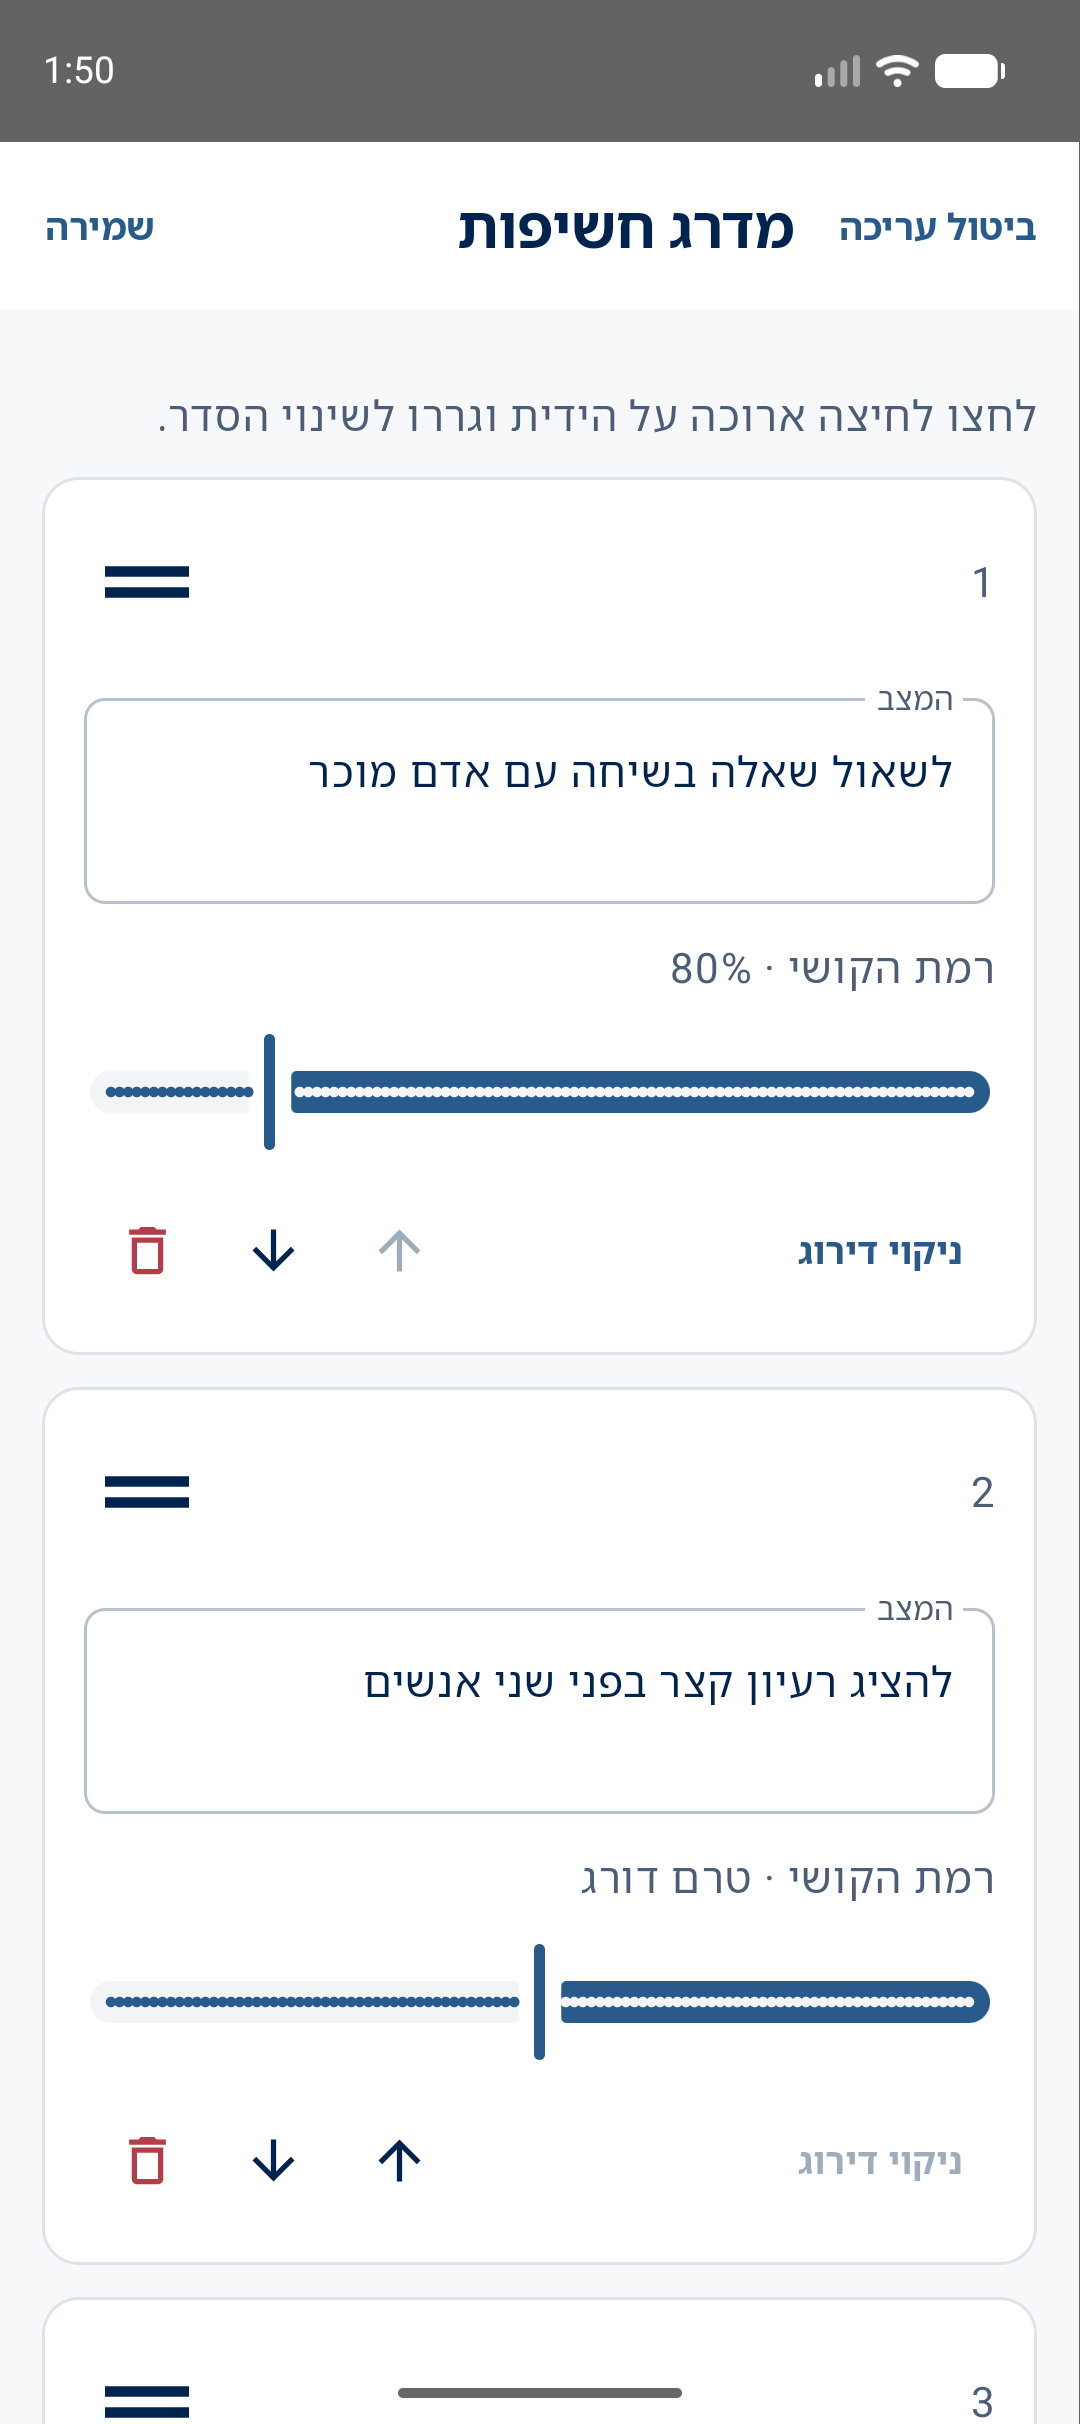 1:50
ביטול עריכה
מדרג חשיפות
שמירה
לחצו לחיצה ארוכה על הידית וגררו לשינוי הסדר.
1
המצב
לשאול שאלה בשיחה עם אדם מוכר
רמת הקושי · 80%
ניקוי דירוג
2
המצב
להציג רעיון קצר בפני שני אנשים
רמת הקושי · טרם דורג
ניקוי דירוג
3